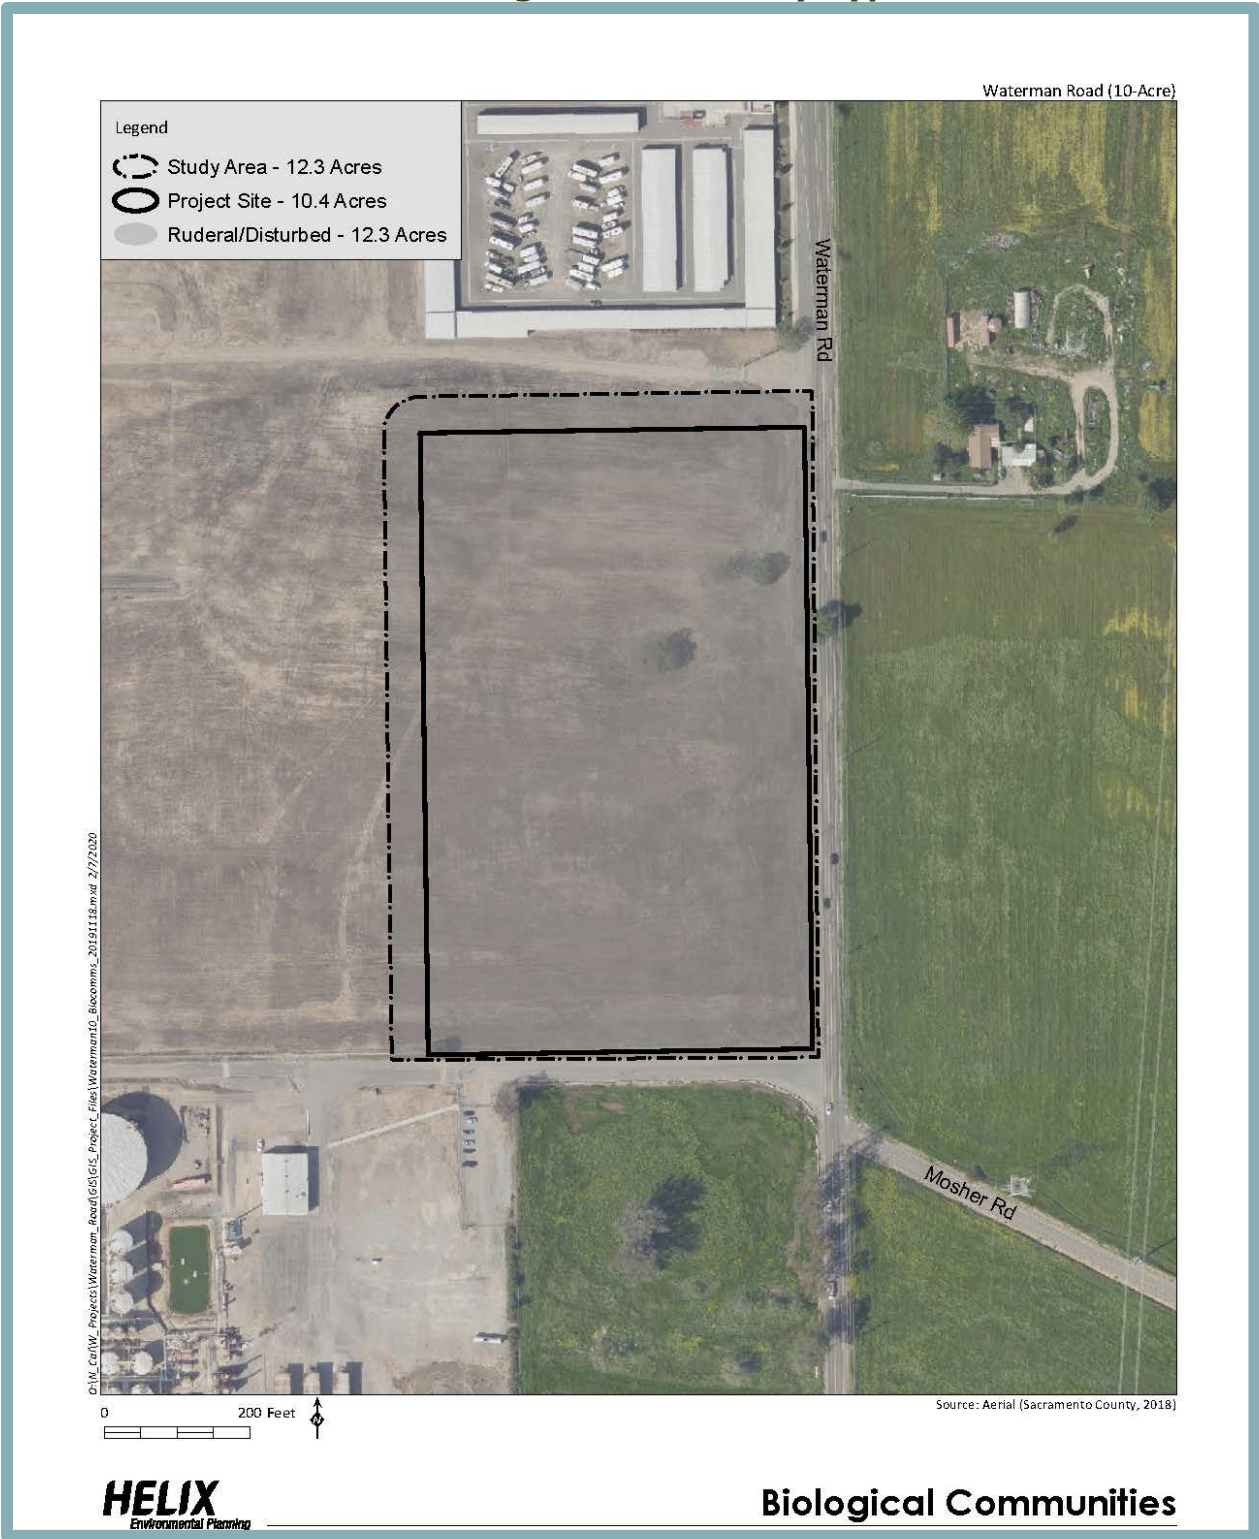 Waterman Road (10-Acre)
Legend
Study Area - 12.3 Acres
Project Site - 10.4 Acres
Ruderal/Disturbed - 12.3 Acres
Waterman Rd
Mosher Rd
G:\N_Cal\W_Projects\Waterman_Road\GIS\GIS_Project_Files\Waterman10_Biocomms_20191118.mxd 2/7/2020
0 200 Feet
N
Source: Aerial (Sacramento County, 2018)
HELIX
Environmental Planning
Biological Communities